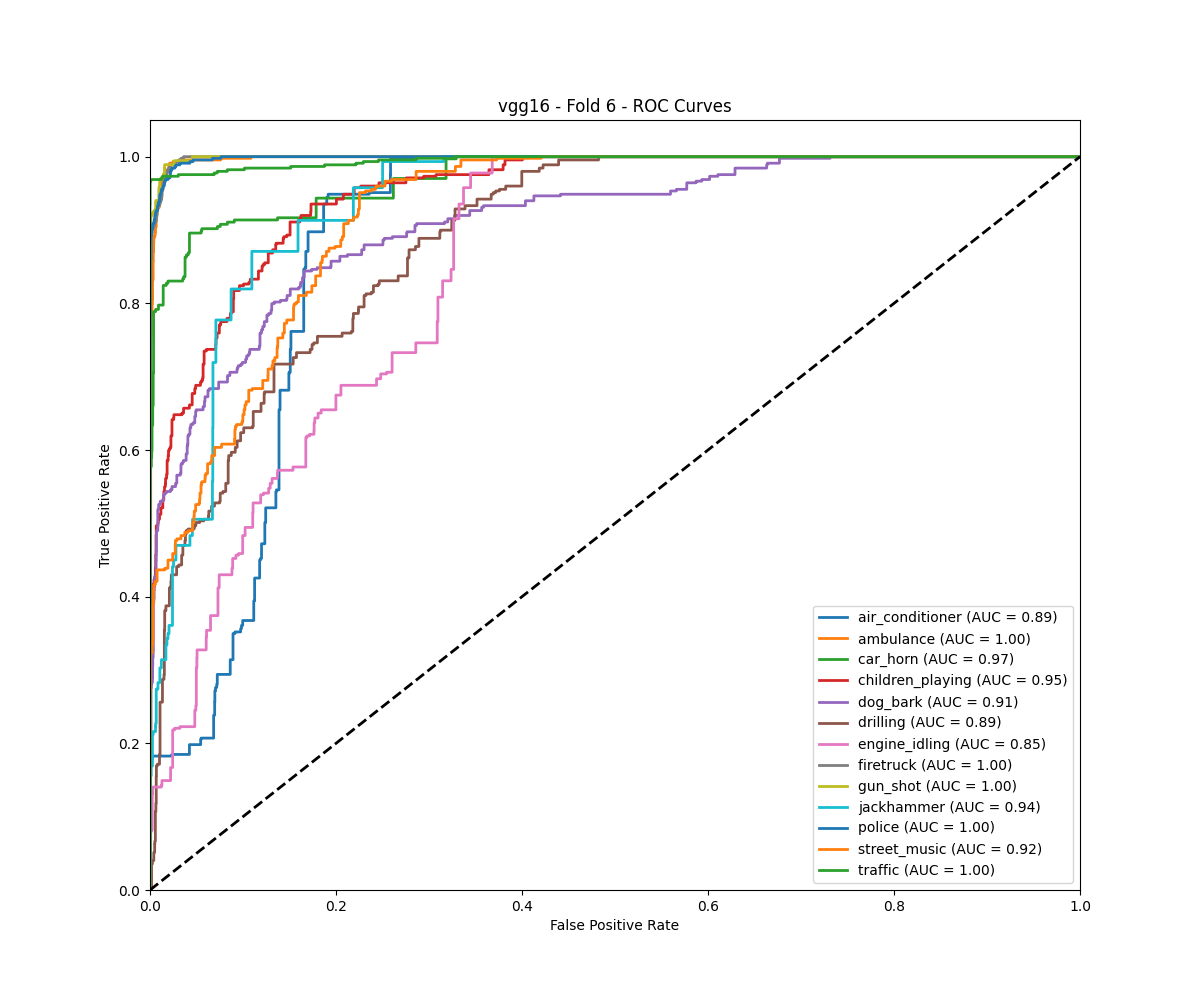 vgg16 - Fold 6 - ROC Curves
1.0
0.8
0.6
0.4
0.2
0.0
True Positive Rate
0.0 0.2 0.4 0.6 0.8 1.0
False Positive Rate
air_conditioner (AUC = 0.89)
ambulance (AUC = 1.00)
car_horn (AUC = 0.97)
children_playing (AUC = 0.95)
dog_bark (AUC = 0.91)
drilling (AUC = 0.89)
engine_idling (AUC = 0.85)
firetruck (AUC = 1.00)
gun_shot (AUC = 1.00)
jackhammer (AUC = 0.94)
police (AUC = 1.00)
street_music (AUC = 0.92)
traffic (AUC = 1.00)